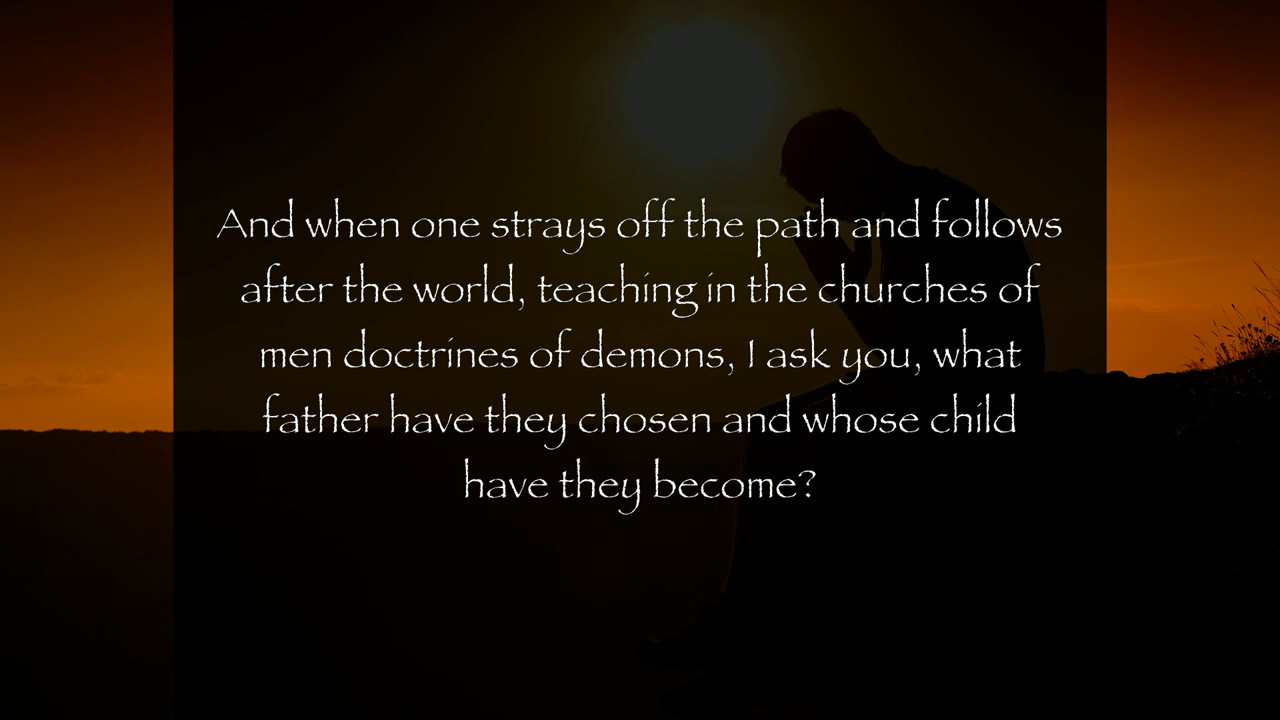 And when one strays off the path and follows
after the world, teaching in the churches of
men doctrines of demons, I ask you, what
father have they chosen and whose child
have they become?